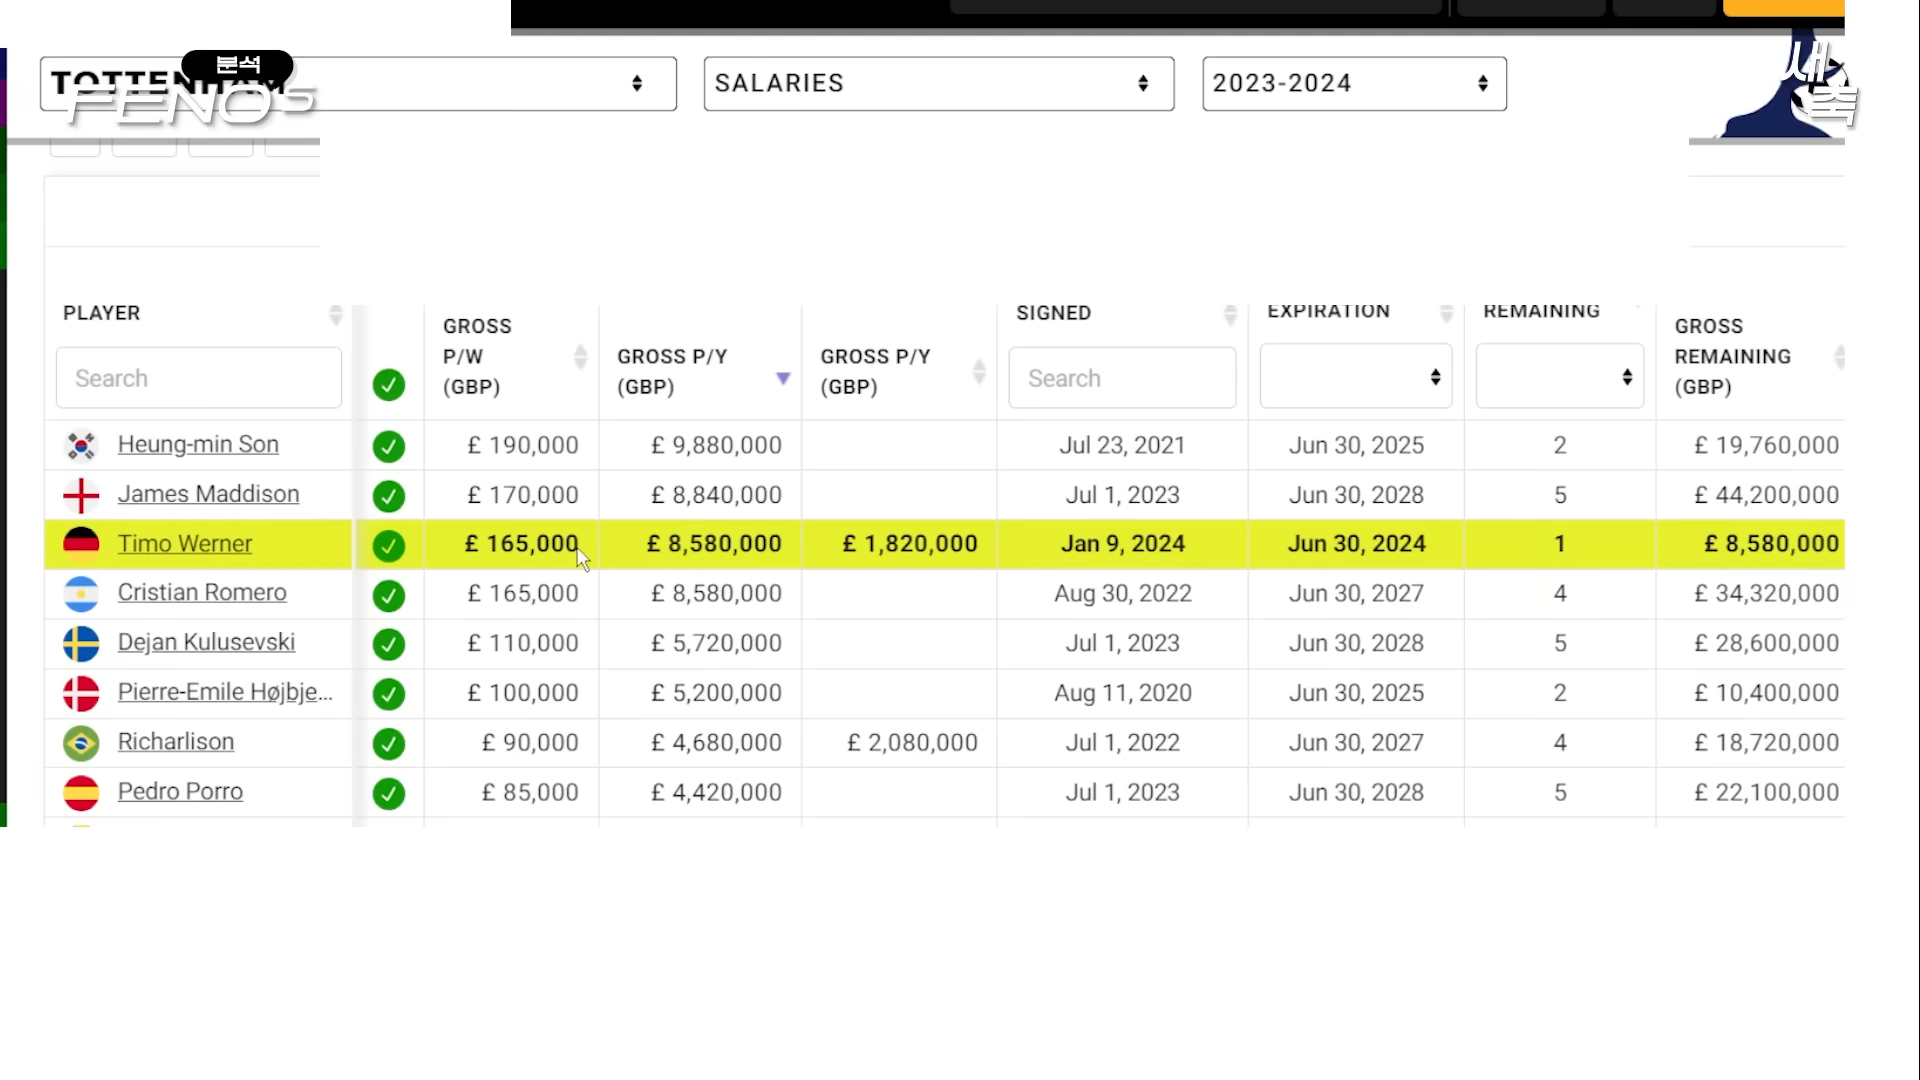 분석
TOTTENHAM
SALARIES
2023-2024
FENOS
새축
PLAYER
GROSS P/W (GBP)
GROSS P/Y (GBP)
GROSS P/Y (GBP)
SIGNED
EXPIRATION
REMAINING
GROSS REMAINING (GBP)
Search
Search
Heung-min Son £ 190,000 £ 9,880,000 Jul 23, 2021 Jun 30, 2025 2 £ 19,760,000
James Maddison £ 170,000 £ 8,840,000 Jul 1, 2023 Jun 30, 2028 5 £ 44,200,000
Timo Werner £ 165,000 £ 8,580,000 £ 1,820,000 Jan 9, 2024 Jun 30, 2024 1 £ 8,580,000
Cristian Romero £ 165,000 £ 8,580,000 Aug 30, 2022 Jun 30, 2027 4 £ 34,320,000
Dejan Kulusevski £ 110,000 £ 5,720,000 Jul 1, 2023 Jun 30, 2028 5 £ 28,600,000
Pierre-Emile Højbje... £ 100,000 £ 5,200,000 Aug 11, 2020 Jun 30, 2025 2 £ 10,400,000
Richarlison £ 90,000 £ 4,680,000 £ 2,080,000 Jul 1, 2022 Jun 30, 2027 4 £ 18,720,000
Pedro Porro £ 85,000 £ 4,420,000 Jul 1, 2023 Jun 30, 2028 5 £ 22,100,000